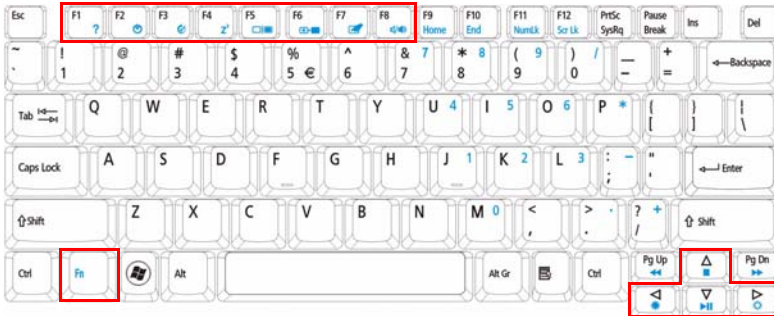 Esc F1 F2 F3 F4 F5 F6 F7 F8 F9 F10 F11 F12 PrtSc Pause Ins Del
? z² Home End NumLk Scr Lk SysRq Break
~ ! @ # $ % ^ & 7 * 8 ( 9 ) / _ + Backspace
` 1 2 3 4 5 € 6 7 8 9 0 - =
Tab Q W E R T Y U 4 I 5 O 6 P * { } |
[ ] \
Caps Lock A S D F G H J 1 K 2 L 3 : - " Enter
; '
Shift Z X C V B N M 0 < > . ? + Shift
, . /
Ctrl Fn Alt Alt Gr Ctrl Pg Up Pg Dn